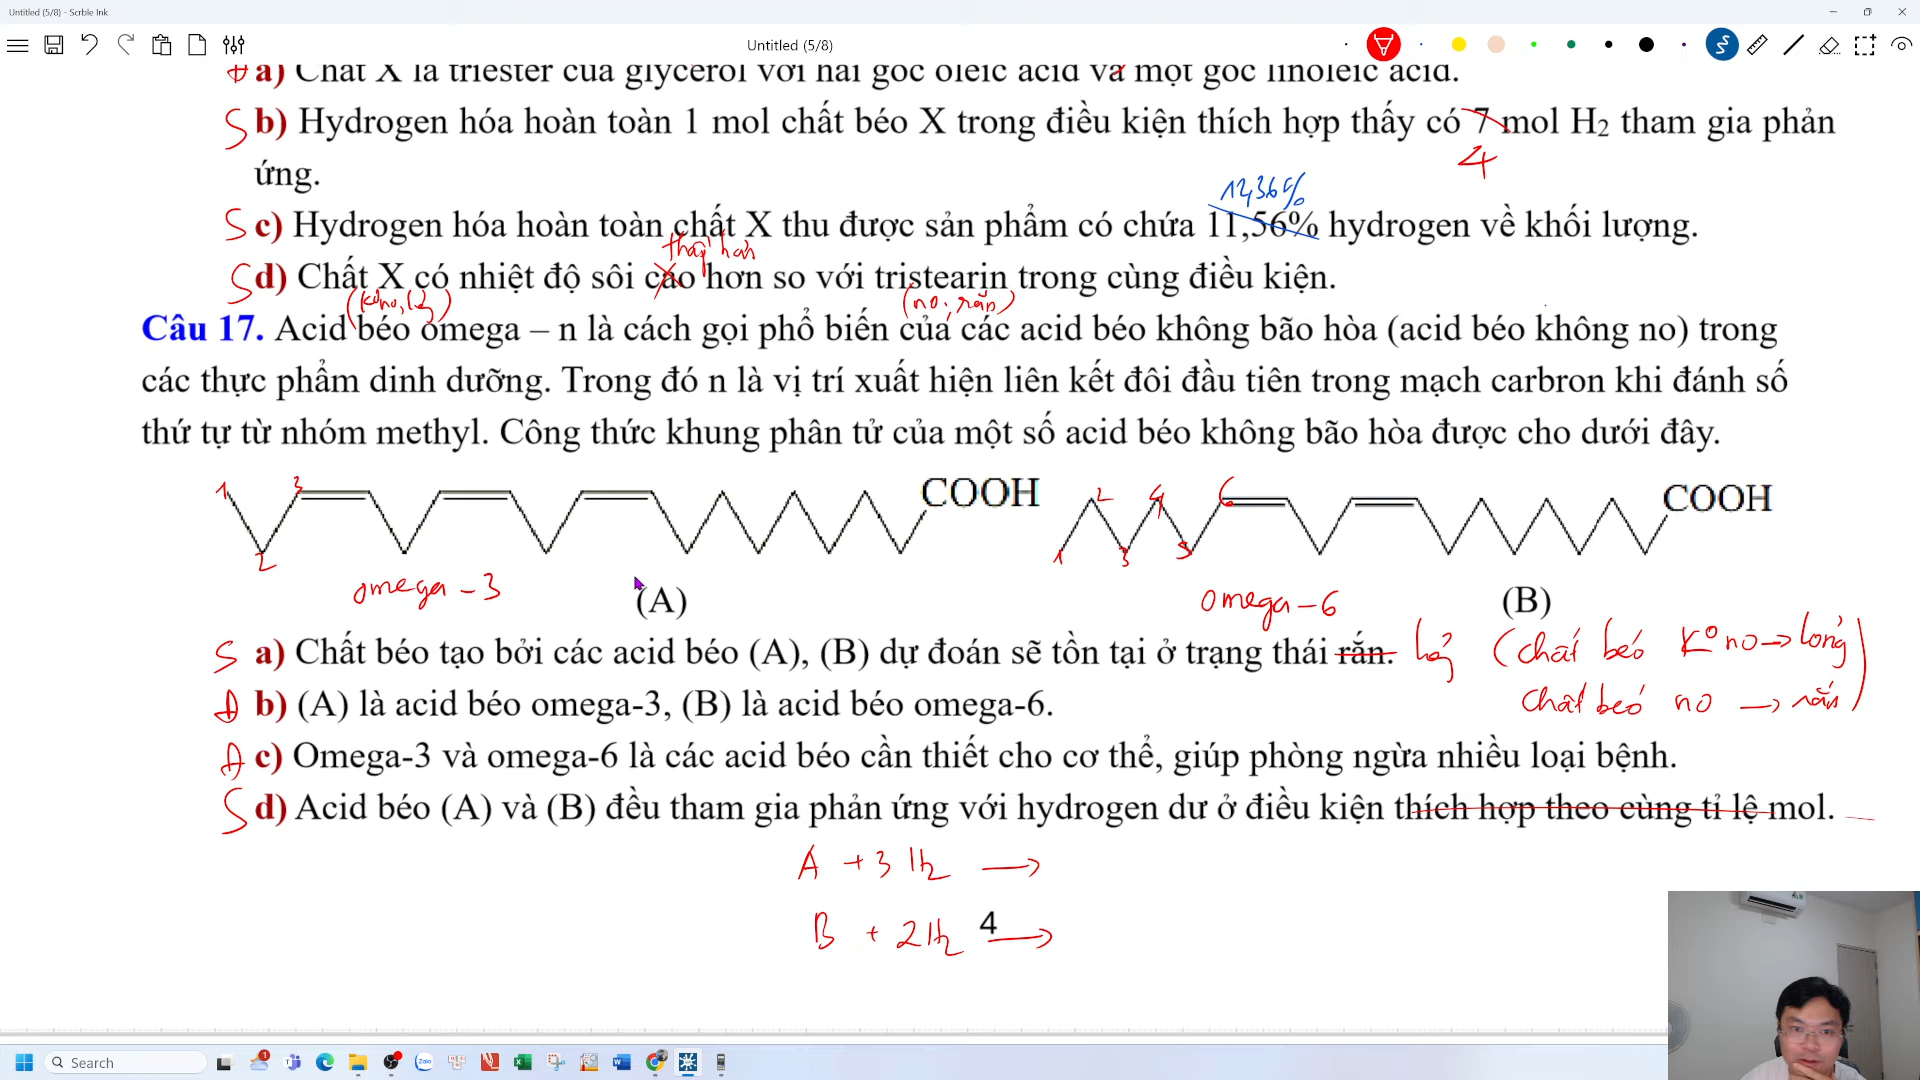 Untitled (5/8) - Scrble Ink
Untitled (5/8)
Đ a) Chất X là triester của glycerol với hai gốc oleic acid và một gốc linoleic acid.
S b) Hydrogen hóa hoàn toàn 1 mol chất béo X trong điều kiện thích hợp thấy có 7 mol H₂ tham gia phản
4
ứng.
12,36%
S c) Hydrogen hóa hoàn toàn chất X thu được sản phẩm có chứa 11,56% hydrogen về khối lượng.
thấp hơn
S d) Chất X có nhiệt độ sôi cao hơn so với tristearin trong cùng điều kiện.
(k° no, lỏng) (no, rắn)
Câu 17. Acid béo omega – n là cách gọi phổ biến của các acid béo không bão hòa (acid béo không no) trong
các thực phẩm dinh dưỡng. Trong đó n là vị trí xuất hiện liên kết đôi đầu tiên trong mạch carbron khi đánh số
thứ tự từ nhóm methyl. Công thức khung phân tử của một số acid béo không bão hòa được cho dưới đây.
1 3 COOH 2 4 6 COOH
2 1 3 5
omega - 3 (A) omega - 6 (B)
S a) Chất béo tạo bởi các acid béo (A), (B) dự đoán sẽ tồn tại ở trạng thái rắn. lỏng (chất béo k° no → lỏng
chất béo no → rắn)
Đ b) (A) là acid béo omega-3, (B) là acid béo omega-6.
Đ c) Omega-3 và omega-6 là các acid béo cần thiết cho cơ thể, giúp phòng ngừa nhiều loại bệnh.
S d) Acid béo (A) và (B) đều tham gia phản ứng với hydrogen dư ở điều kiện thích hợp theo cùng tỉ lệ mol.
A + 3 H₂ →
B + 2H₂ →
4
Search